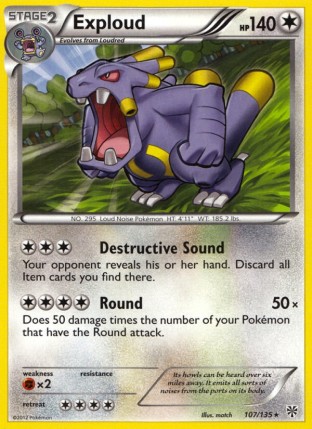 STAGE2 Exploud HP140
Evolves from Loudred
NO. 295 Loud Noise Pokémon HT: 4'11" WT: 185.2 lbs
Destructive Sound
Your opponent reveals his or her hand. Discard all
Item cards you find there.
Round 50×
Does 50 damage times the number of your Pokémon
that have the Round attack.
weakness resistance
×2
retreat
Its howls can be heard over six
miles away. It emits all sorts of
noises from the ports on its body.
©2012 Pokémon Illus. match 107/135 ★